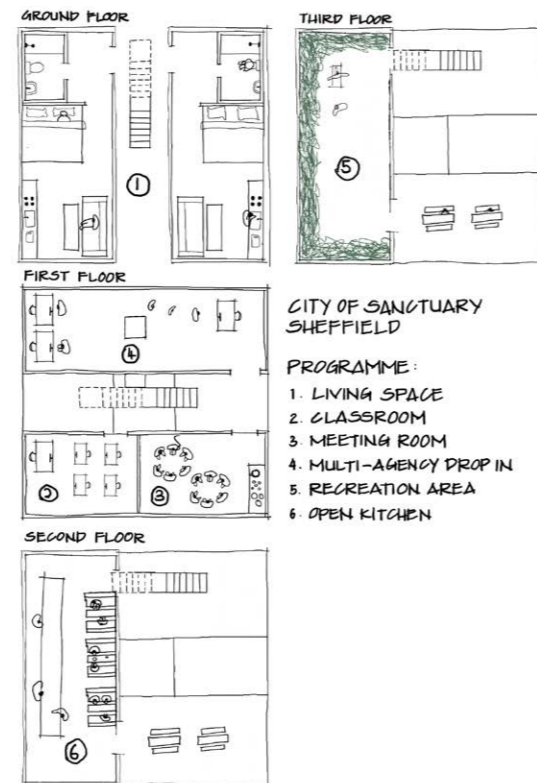 GROUND FLOOR
1
THIRD FLOOR
5
FIRST FLOOR
4
2
3
SECOND FLOOR
6
CITY OF SANCTUARY
SHEFFIELD
PROGRAMME:
1. LIVING SPACE
2. CLASSROOM
3. MEETING ROOM
4. MULTI-AGENCY DROP IN
5. RECREATION AREA
6. OPEN KITCHEN